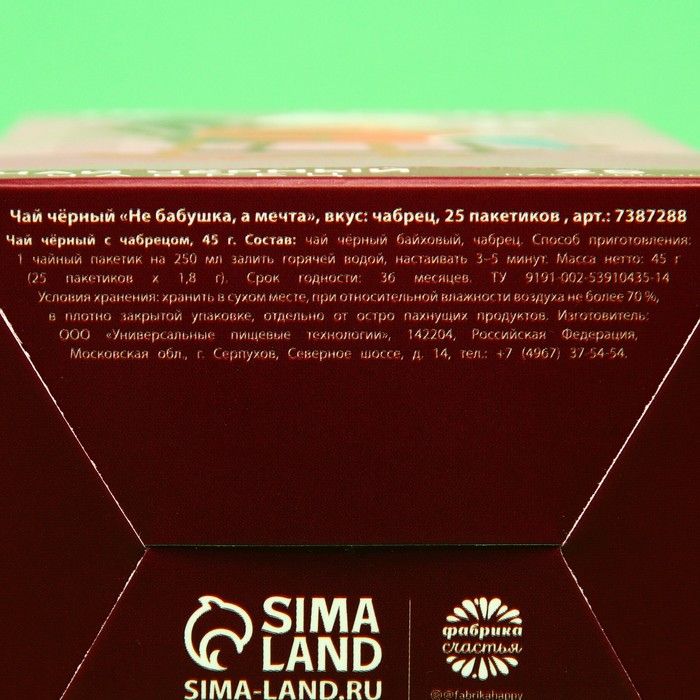 Чай чёрный «Не бабушка, а мечта», вкус: чабрец, 25 пакетиков , арт.: 7387288
Чай чёрный с чабрецом, 45 г. Состав: чай чёрный байховый, чабрец. Способ приготовления:
1 чайный пакетик на 250 мл залить горячей водой, настаивать 3-5 минут. Масса нетто: 45 г
(25 пакетиков х 1,8 г). Срок годности: 36 месяцев. ТУ 9191-002-53910435-14
Условия хранения: хранить в сухом месте, при относительной влажности воздуха не более 70 %,
в плотно закрытой упаковке, отдельно от остро пахнущих продуктов. Изготовитель:
ООО «Универсальные пищевые технологии», 142204, Российская Федерация,
Московская обл., г. Серпухов, Северное шоссе, д. 14, тел.: +7 (4967) 37-54-54.
SIMA
LAND
SIMA-LAND.RU
фабрика
счастья
@fabrikahappy